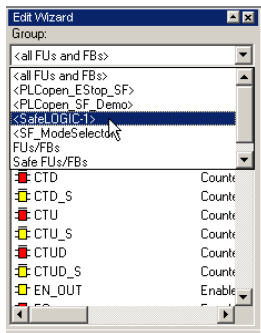 Edit Wizard
Group:
<all FUs and FBs>
<all FUs and FBs>
<PLCopen_EStop_SF>
<PLCopen_SF_Demo>
<SafeLOGIC-1>
<SF_ModeSelector>
FUs/FBs
Safe FUs/FBs
CTD Counte
CTD_S Counte
CTU Counte
CTU_S Counte
CTUD Counte
CTUD_S Counte
EN_OUT Enable